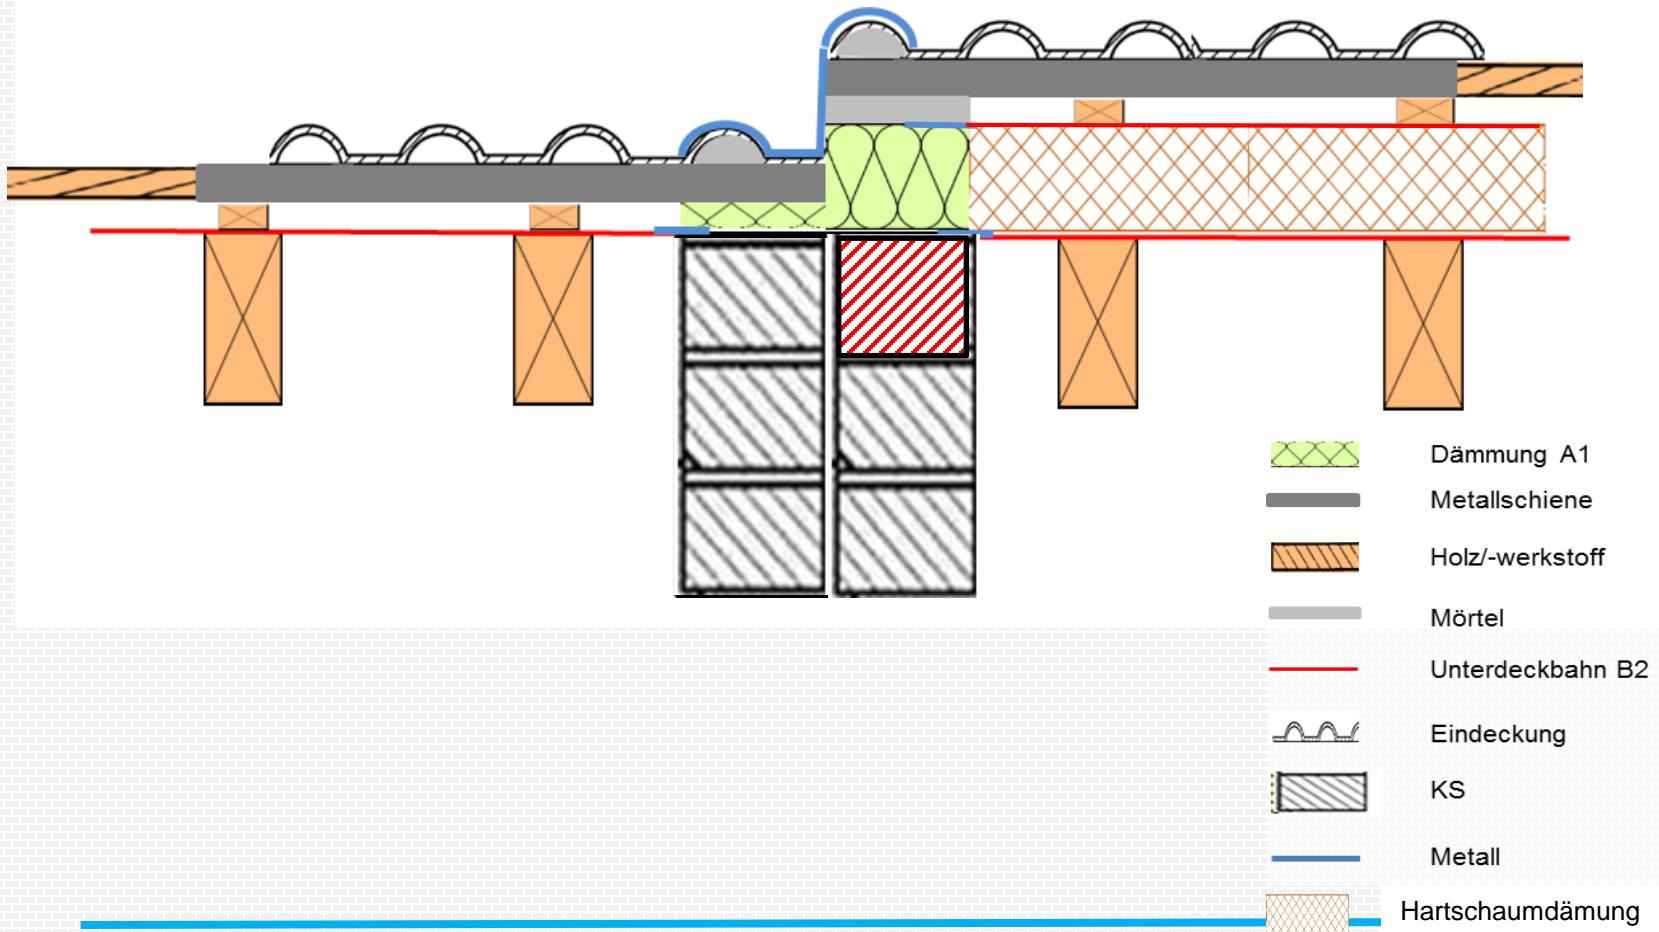 Dämmung A1
Metallschiene
Holz/-werkstoff
Mörtel
Unterdeckbahn B2
Eindeckung
KS
Metall
Hartschaumdämung